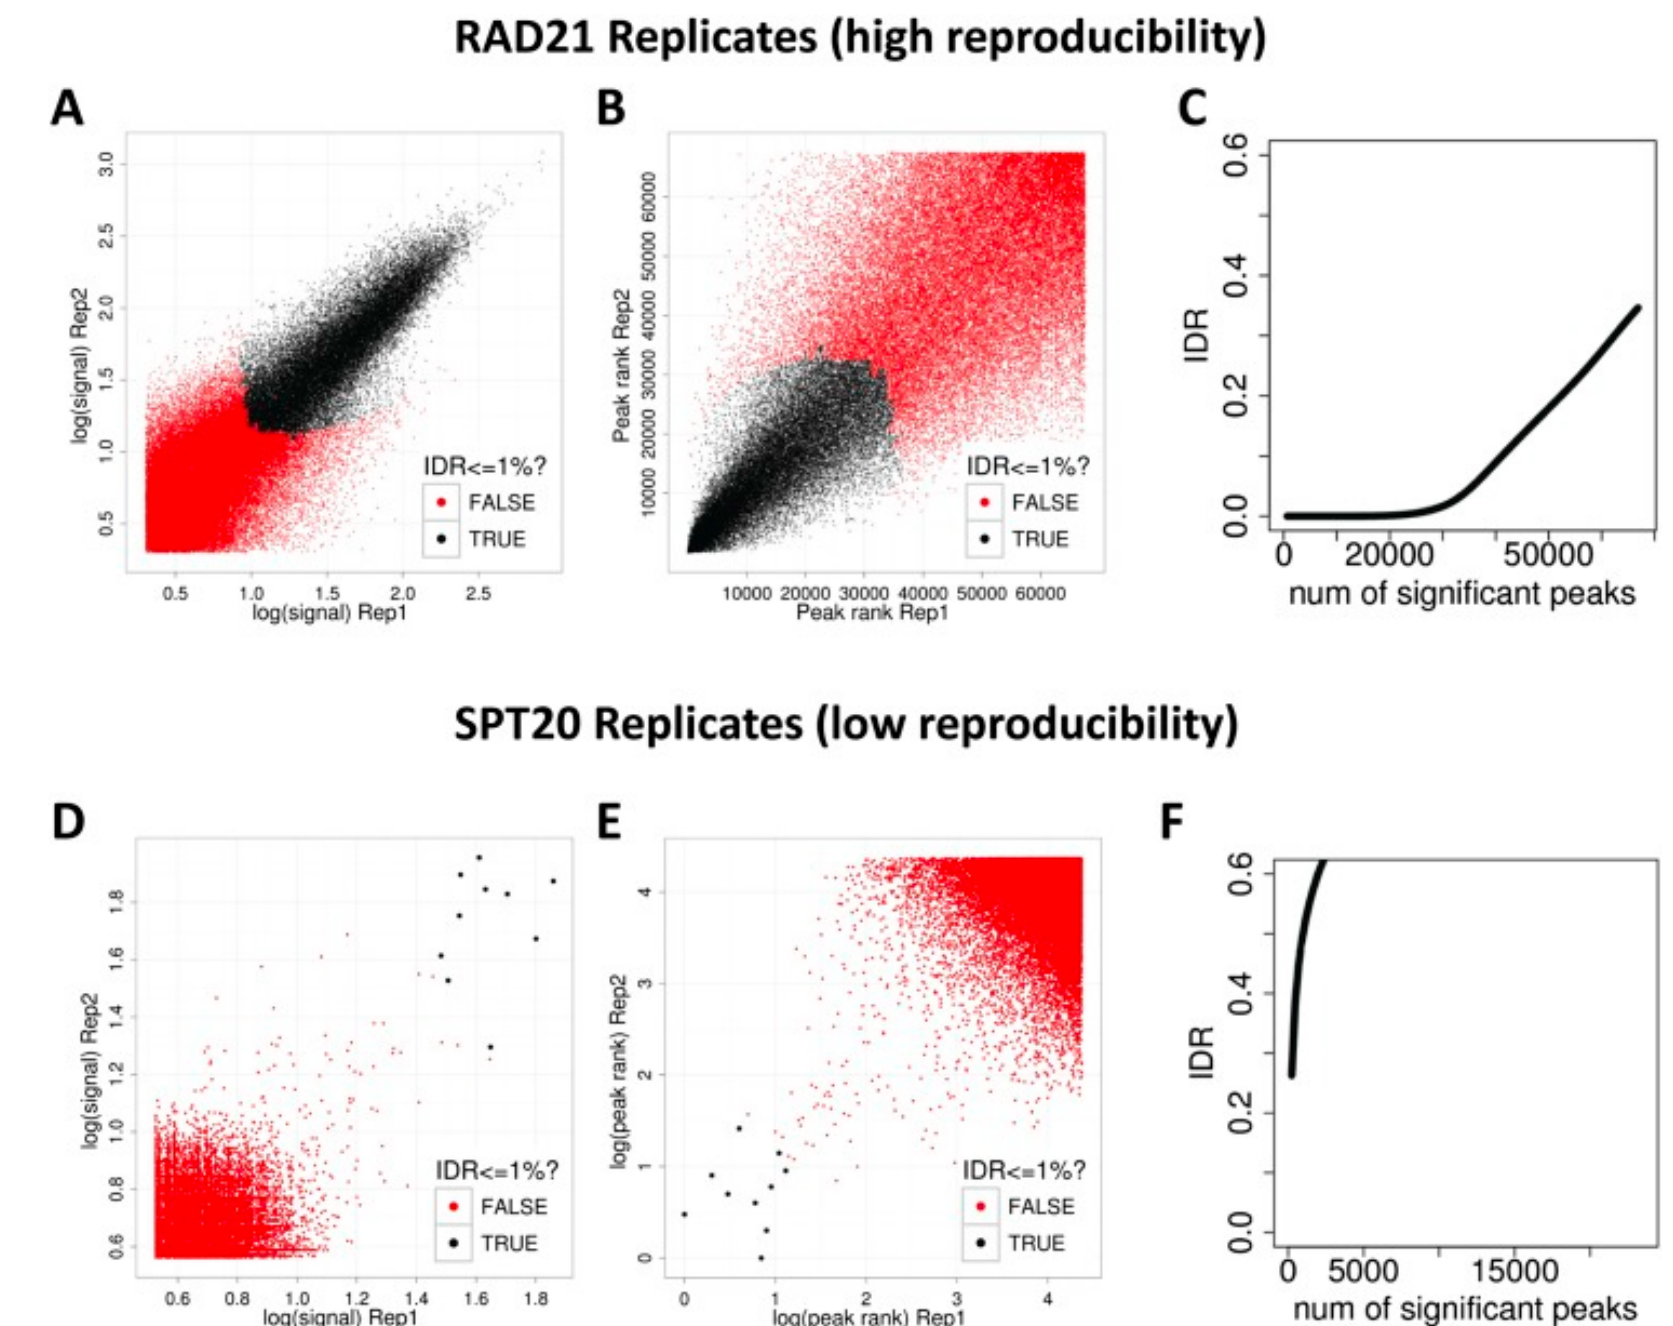 RAD21 Replicates (high reproducibility)
A
B
C
3.0
2.5
2.0
1.5
1.0
0.5
log(signal) Rep2
0.5 1.0 1.5 2.0 2.5
log(signal) Rep1
IDR<=1%?
FALSE
TRUE
60000
50000
40000
30000
20000
10000
Peak rank Rep2
10000 20000 30000 40000 50000 60000
Peak rank Rep1
IDR<=1%?
FALSE
TRUE
0.6
0.4
0.2
0.0
IDR
0 20000 50000
num of significant peaks
SPT20 Replicates (low reproducibility)
D
E
F
1.8
1.6
1.4
1.2
1.0
0.8
0.6
log(signal) Rep2
0.6 0.8 1.0 1.2 1.4 1.6 1.8
log(signal) Rep1
IDR<=1%?
FALSE
TRUE
4
3
2
1
0
log(peak rank) Rep2
0 1 2 3 4
log(peak rank) Rep1
IDR<=1%?
FALSE
TRUE
0.6
0.4
0.2
0.0
IDR
0 5000 15000
num of significant peaks